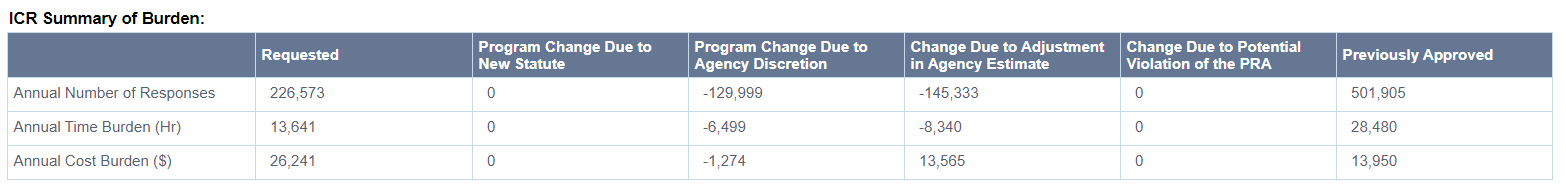 ICR Summary of Burden:
Requested
Program Change Due to
New Statute
Program Change Due to
Agency Discretion
Change Due to Adjustment
in Agency Estimate
Change Due to Potential
Violation of the PRA
Previously Approved
Annual Number of Responses 226,573 0 -129,999 -145,333 0 501,905
Annual Time Burden (Hr) 13,641 0 -6,499 -8,340 0 28,480
Annual Cost Burden ($) 26,241 0 -1,274 13,565 0 13,950